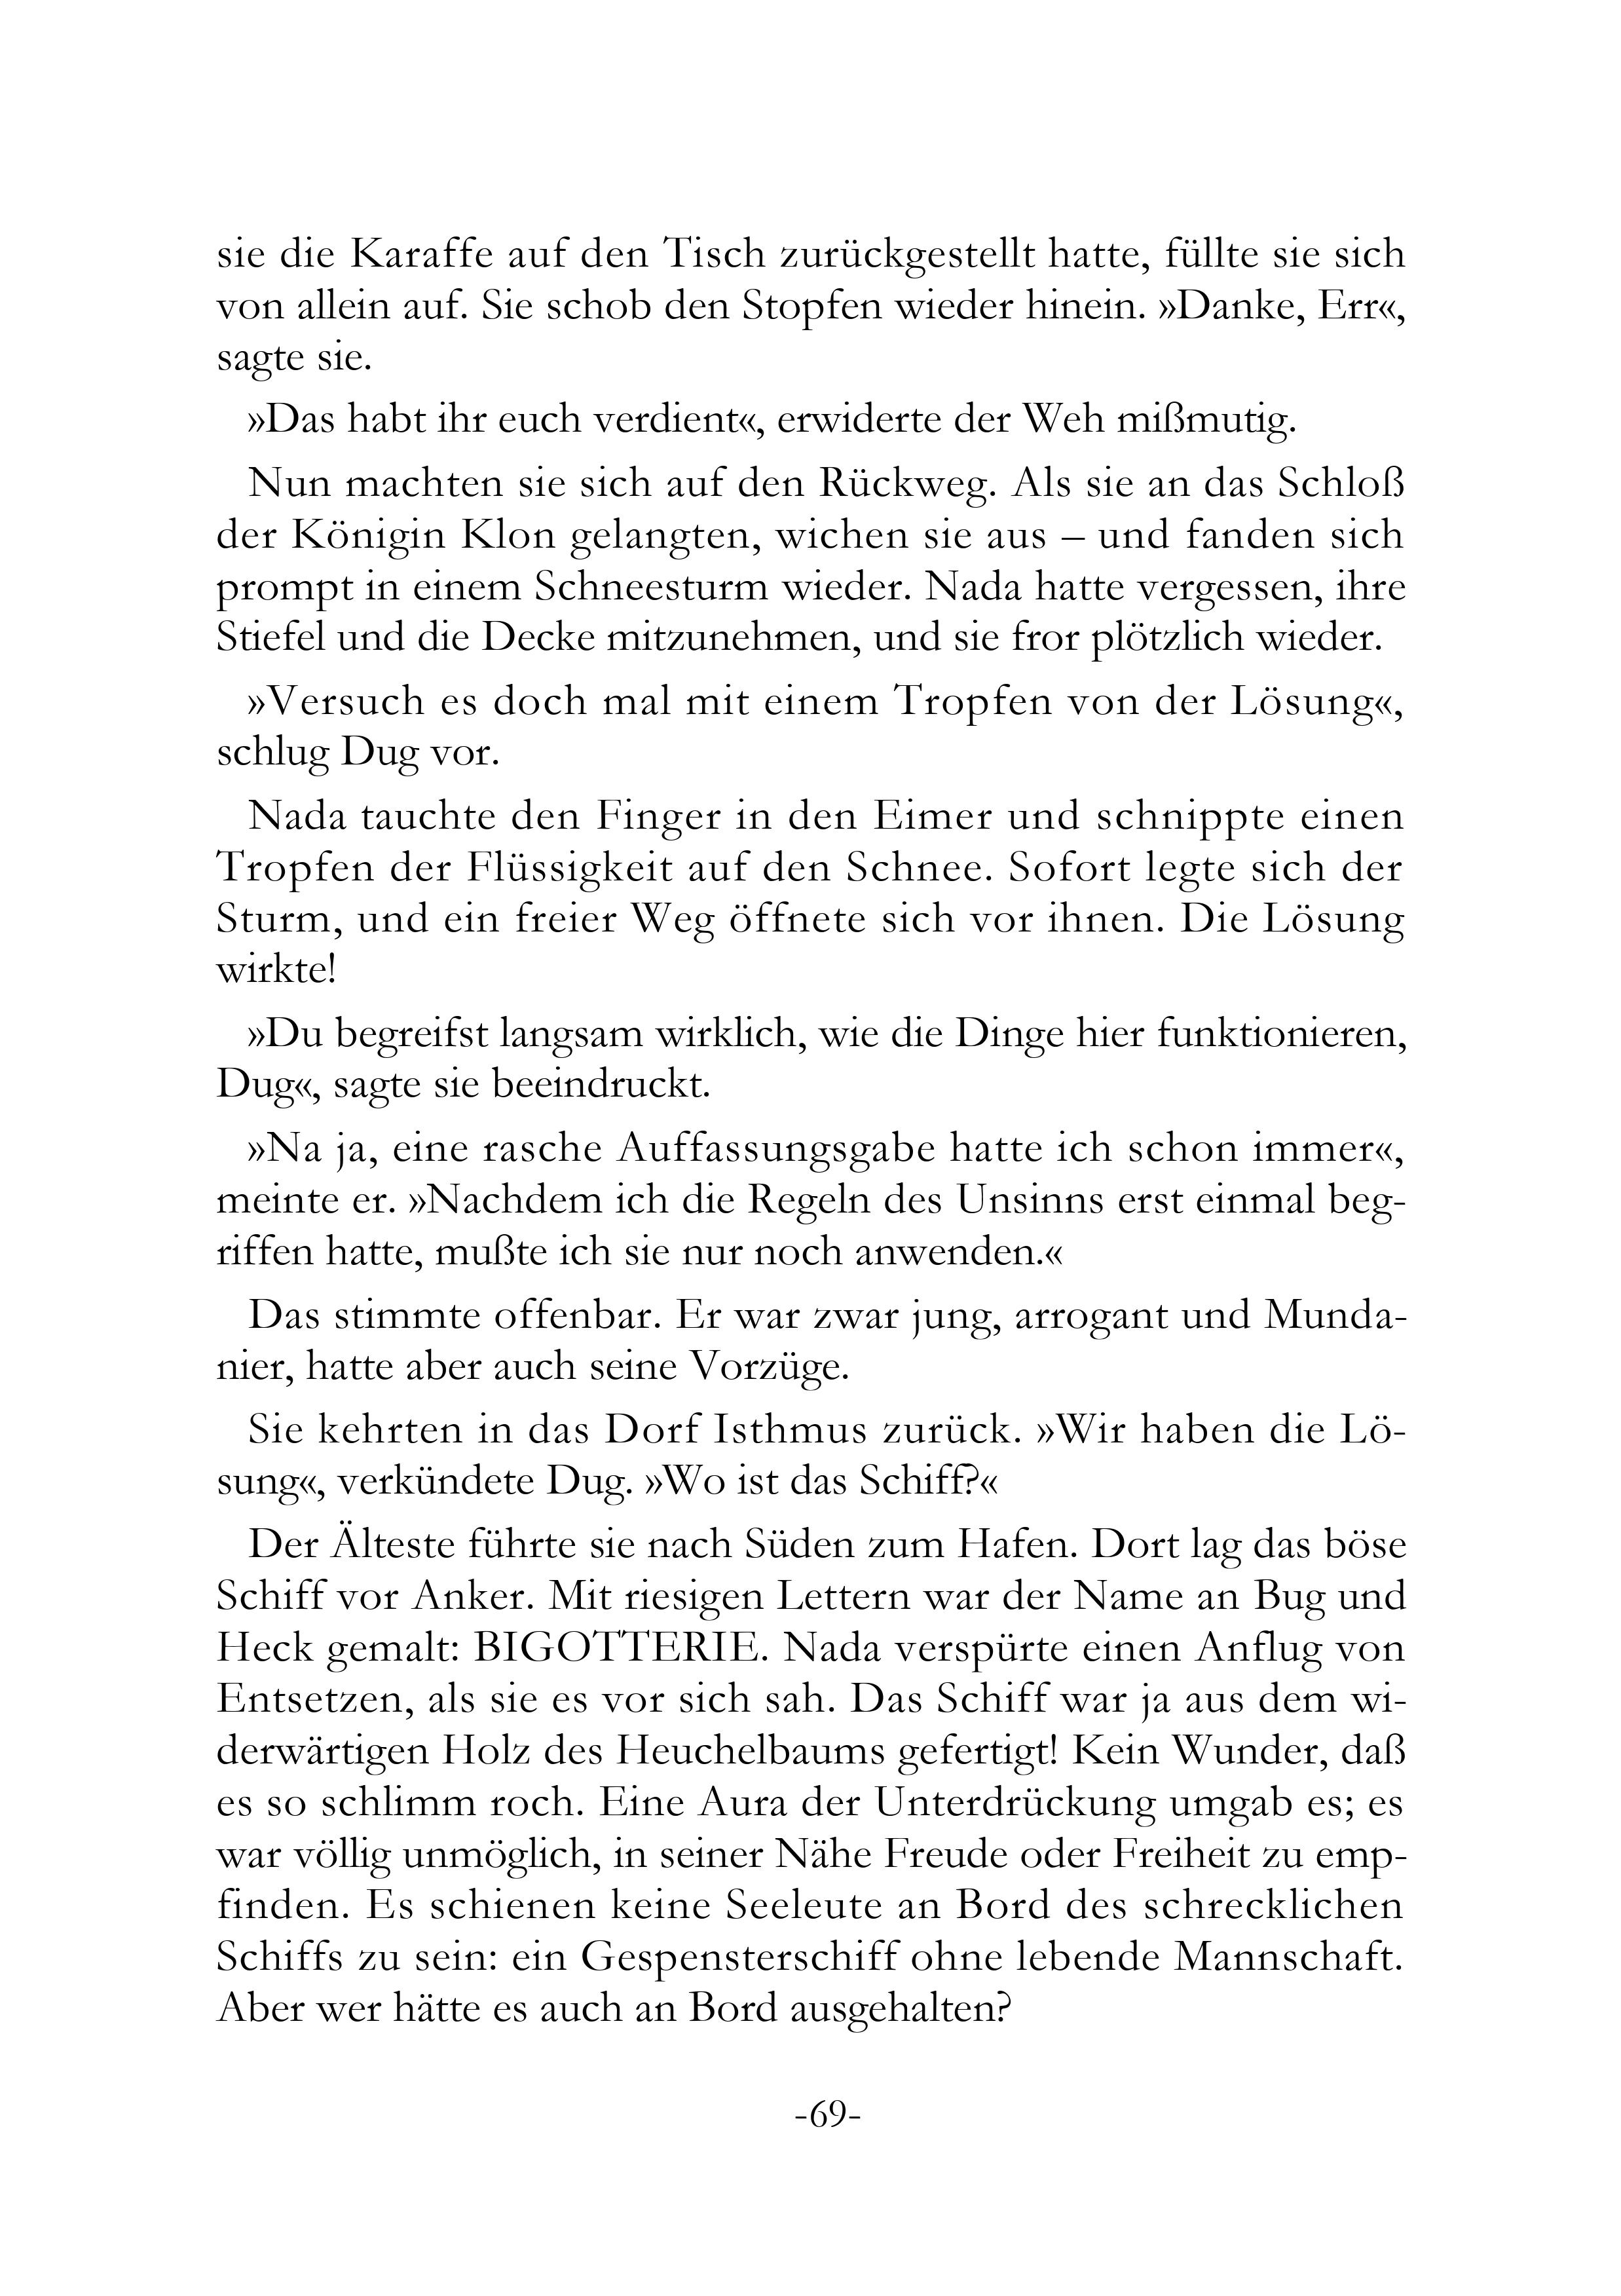 sie die Karaffe auf den Tisch zurückgestellt hatte, füllte sie sich
von allein auf. Sie schob den Stopfen wieder hinein. »Danke, Err«,
sagte sie.
»Das habt ihr euch verdient«, erwiderte der Weh mißmutig.
Nun machten sie sich auf den Rückweg. Als sie an das Schloß
der Königin Klon gelangten, wichen sie aus – und fanden sich
prompt in einem Schneesturm wieder. Nada hatte vergessen, ihre
Stiefel und die Decke mitzunehmen, und sie fror plötzlich wieder.
»Versuch es doch mal mit einem Tropfen von der Lösung«,
schlug Dug vor.
Nada tauchte den Finger in den Eimer und schnippte einen
Tropfen der Flüssigkeit auf den Schnee. Sofort legte sich der
Sturm, und ein freier Weg öffnete sich vor ihnen. Die Lösung
wirkte!
»Du begreifst langsam wirklich, wie die Dinge hier funktionieren,
Dug«, sagte sie beeindruckt.
»Na ja, eine rasche Auffassungsgabe hatte ich schon immer«,
meinte er. »Nachdem ich die Regeln des Unsinns erst einmal beg-
riffen hatte, mußte ich sie nur noch anwenden.«
Das stimmte offenbar. Er war zwar jung, arrogant und Munda-
nier, hatte aber auch seine Vorzüge.
Sie kehrten in das Dorf Isthmus zurück. »Wir haben die Lö-
sung«, verkündete Dug. »Wo ist das Schiff?«
Der Älteste führte sie nach Süden zum Hafen. Dort lag das böse
Schiff vor Anker. Mit riesigen Lettern war der Name an Bug und
Heck gemalt: BIGOTTERIE. Nada verspürte einen Anflug von
Entsetzen, als sie es vor sich sah. Das Schiff war ja aus dem wi-
derwärtigen Holz des Heuchelbaums gefertigt! Kein Wunder, daß
es so schlimm roch. Eine Aura der Unterdrückung umgab es; es
war völlig unmöglich, in seiner Nähe Freude oder Freiheit zu emp-
finden. Es schienen keine Seeleute an Bord des schrecklichen
Schiffs zu sein: ein Gespensterschiff ohne lebende Mannschaft.
Aber wer hätte es auch an Bord ausgehalten?
-69-